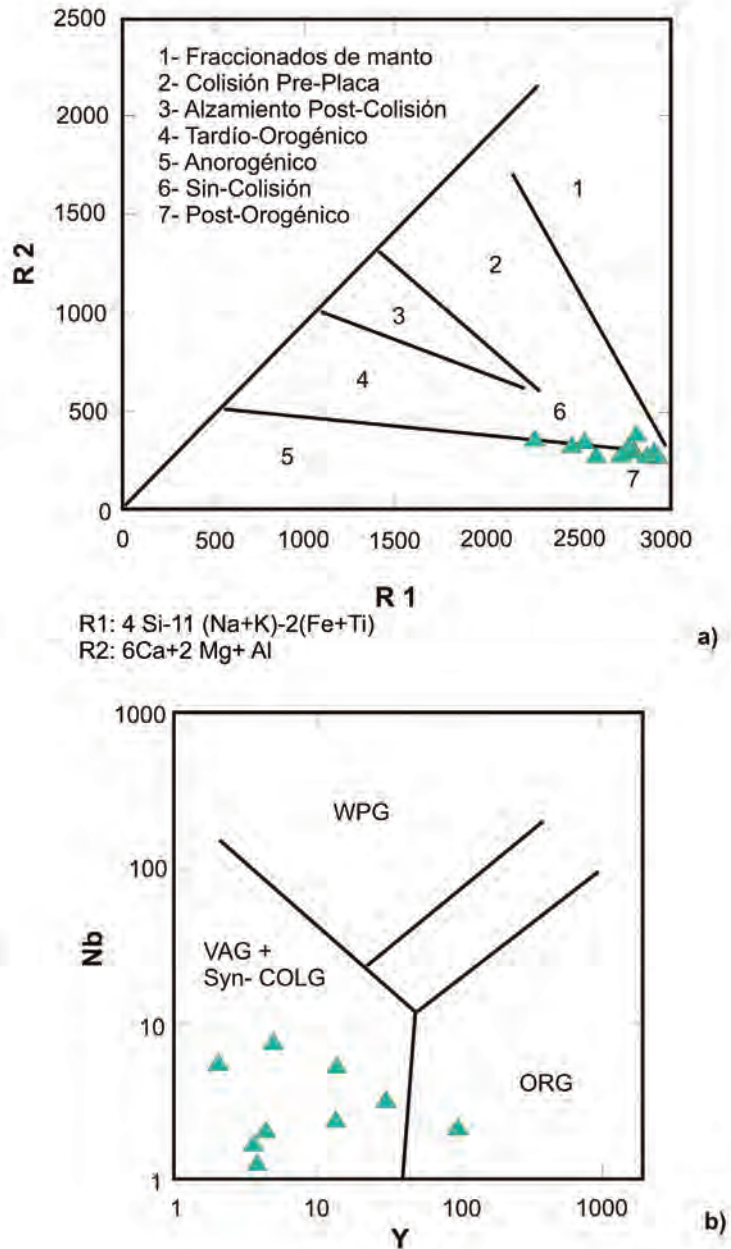 2500
2000
1500
1000
500
0
R 2
1- Fraccionados de manto
2- Colisión Pre-Placa
3- Alzamiento Post-Colisión
4- Tardío-Orogénico
5- Anorogénico
6- Sin-Colisión
7- Post-Orogénico
1
2
3
4
6
5
7
0 500 1000 1500 2000 2500 3000
R 1
R1: 4 Si-11 (Na+K)-2(Fe+Ti)
R2: 6Ca+2 Mg+ Al
a)
1000
100
10
1
Nb
WPG
VAG +
Syn- COLG
ORG
1 10 100 1000
Y
b)